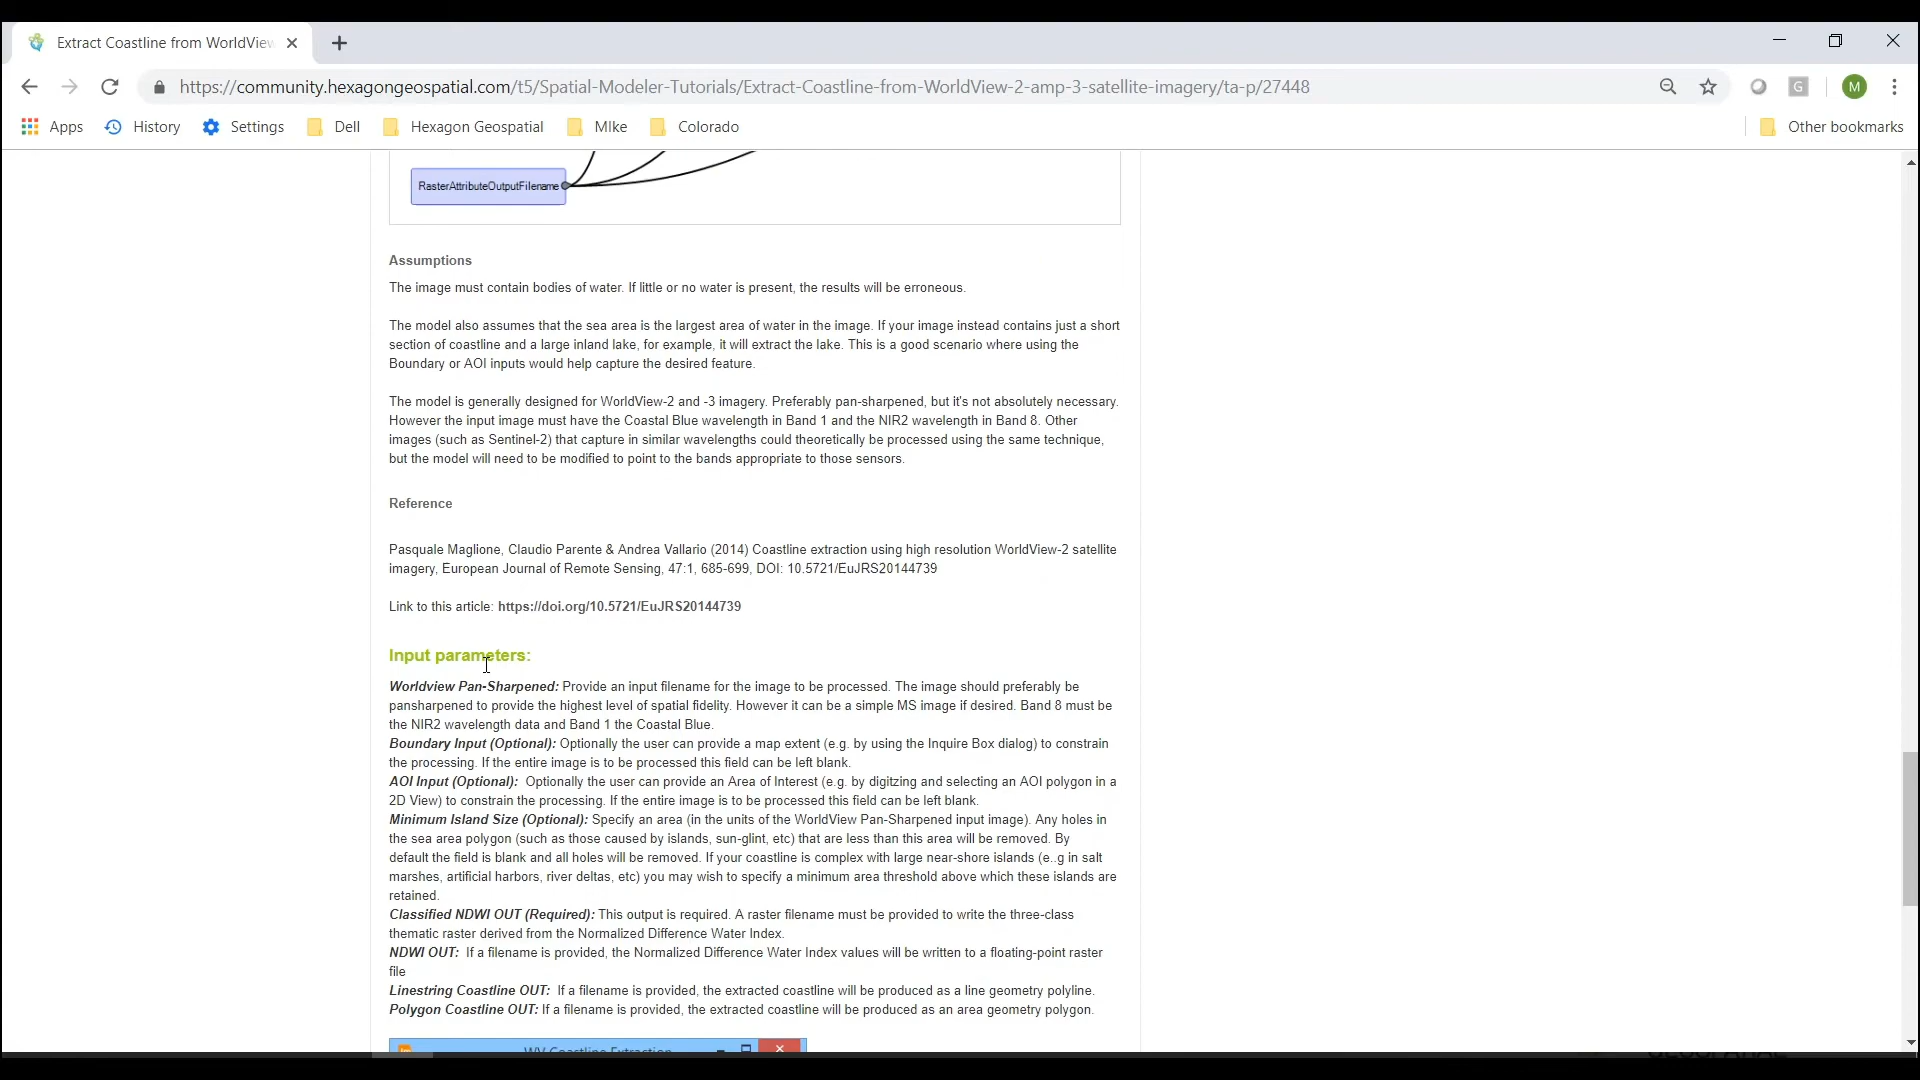 Extract Coastline from WorldView
https://community.hexagongeospatial.com/t5/Spatial-Modeler-Tutorials/Extract-Coastline-from-WorldView-2-amp-3-satellite-imagery/ta-p/27448
G
M
Apps History Settings Dell Hexagon Geospatial MIke Colorado Other bookmarks
RasterAttributeOutputFilename
Assumptions
The image must contain bodies of water. If little or no water is present, the results will be erroneous.
The model also assumes that the sea area is the largest area of water in the image. If your image instead contains just a short
section of coastline and a large inland lake, for example, it will extract the lake. This is a good scenario where using the
Boundary or AOI inputs would help capture the desired feature.
The model is generally designed for WorldView-2 and -3 imagery. Preferably pan-sharpened, but it's not absolutely necessary.
However the input image must have the Coastal Blue wavelength in Band 1 and the NIR2 wavelength in Band 8. Other
images (such as Sentinel-2) that capture in similar wavelengths could theoretically be processed using the same technique,
but the model will need to be modified to point to the bands appropriate to those sensors.
Reference
Pasquale Maglione, Claudio Parente & Andrea Vallario (2014) Coastline extraction using high resolution WorldView-2 satellite
imagery, European Journal of Remote Sensing, 47:1, 685-699, DOI: 10.5721/EuJRS20144739
Link to this article: https://doi.org/10.5721/EuJRS20144739
Input parameters:
Worldview Pan-Sharpened: Provide an input filename for the image to be processed. The image should preferably be
pansharpened to provide the highest level of spatial fidelity. However it can be a simple MS image if desired. Band 8 must be
the NIR2 wavelength data and Band 1 the Coastal Blue.
Boundary Input (Optional): Optionally the user can provide a map extent (e.g. by using the Inquire Box dialog) to constrain
the processing. If the entire image is to be processed this field can be left blank.
AOI Input (Optional): Optionally the user can provide an Area of Interest (e.g. by digitzing and selecting an AOI polygon in a
2D View) to constrain the processing. If the entire image is to be processed this field can be left blank.
Minimum Island Size (Optional): Specify an area (in the units of the WorldView Pan-Sharpened input image). Any holes in
the sea area polygon (such as those caused by islands, sun-glint, etc) that are less than this area will be removed. By
default the field is blank and all holes will be removed. If your coastline is complex with large near-shore islands (e..g in salt
marshes, artificial harbors, river deltas, etc) you may wish to specify a minimum area threshold above which these islands are
retained.
Classified NDWI OUT (Required): This output is required. A raster filename must be provided to write the three-class
thematic raster derived from the Normalized Difference Water Index.
NDWI OUT: If a filename is provided, the Normalized Difference Water Index values will be written to a floating-point raster
file
Linestring Coastline OUT: If a filename is provided, the extracted coastline will be produced as a line geometry polyline.
Polygon Coastline OUT: If a filename is provided, the extracted coastline will be produced as an area geometry polygon.
WV Coastline Extraction